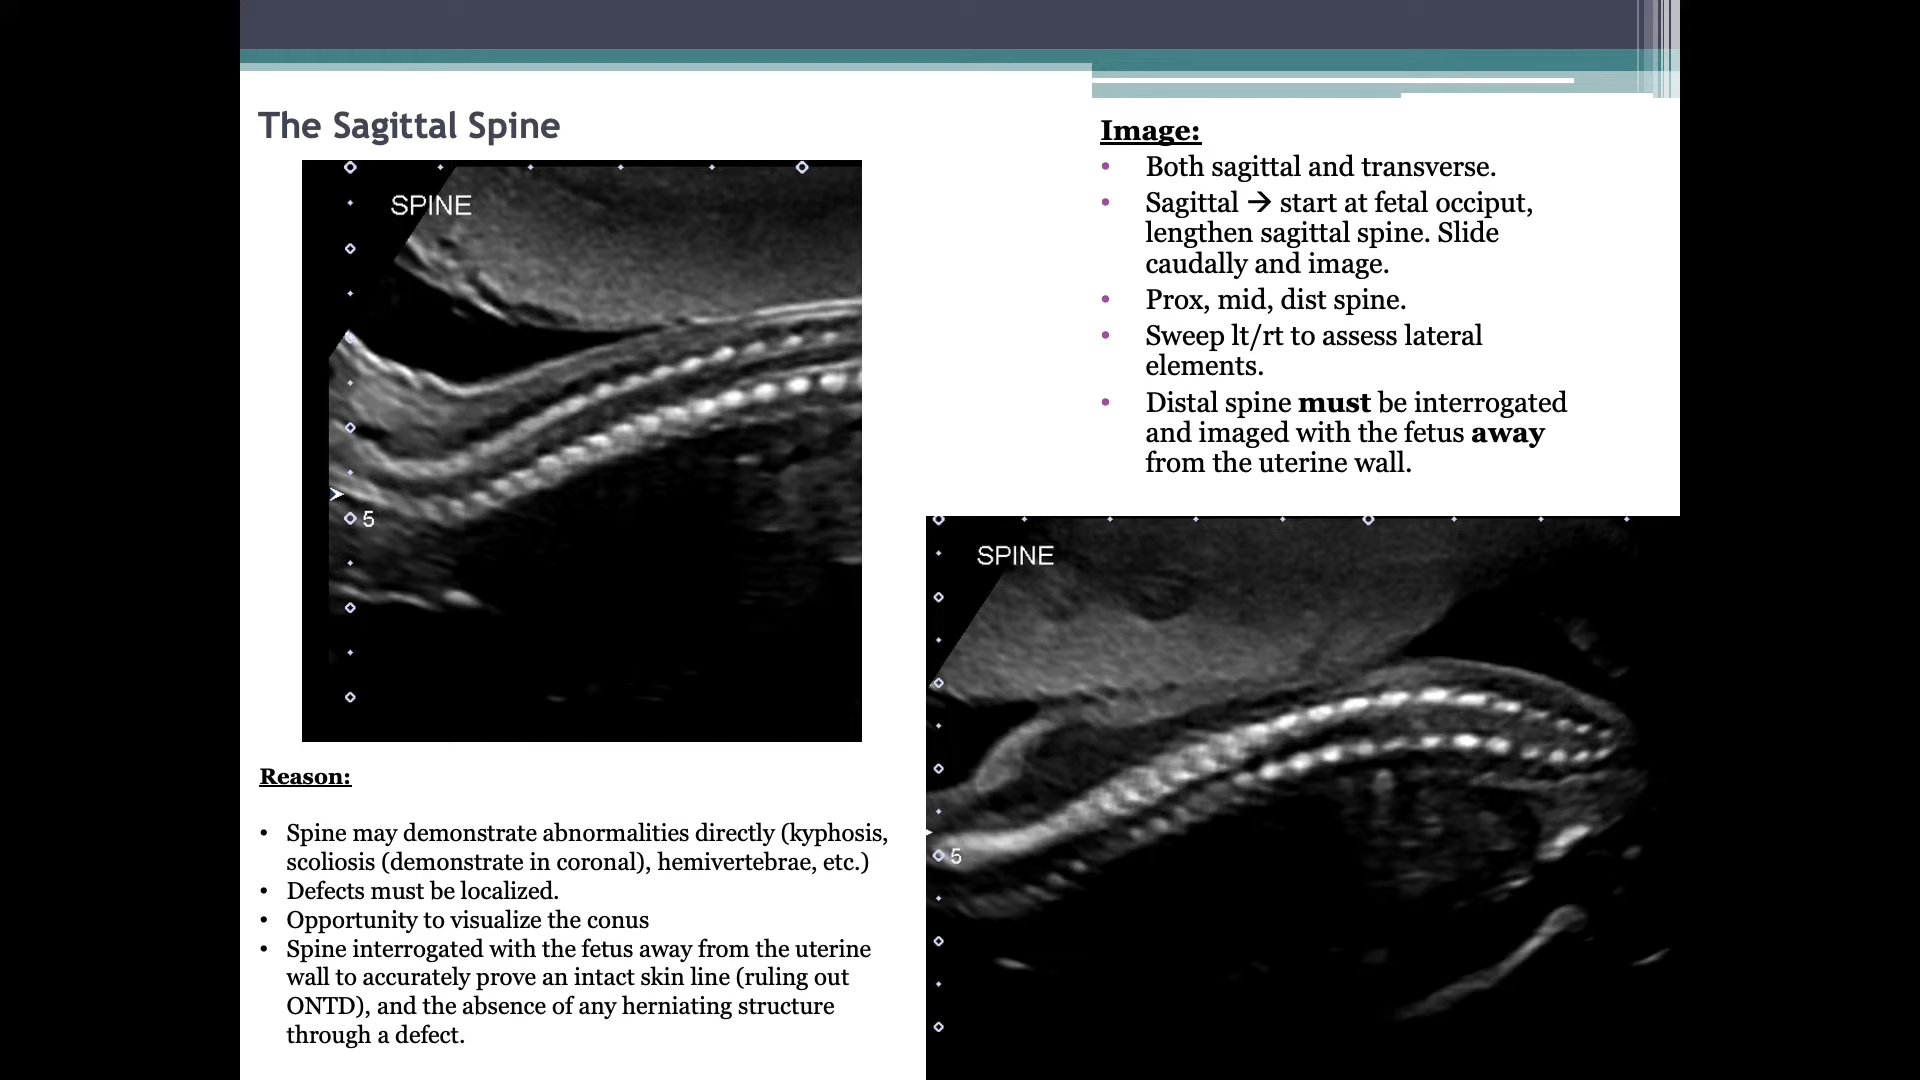 The Sagittal Spine
SPINE
5
Reason:
• Spine may demonstrate abnormalities directly (kyphosis,
scoliosis (demonstrate in coronal), hemivertebrae, etc.)
• Defects must be localized.
• Opportunity to visualize the conus
• Spine interrogated with the fetus away from the uterine
wall to accurately prove an intact skin line (ruling out
ONTD), and the absence of any herniating structure
through a defect.
Image:
• Both sagittal and transverse.
• Sagittal → start at fetal occiput,
lengthen sagittal spine. Slide
caudally and image.
• Prox, mid, dist spine.
• Sweep lt/rt to assess lateral
elements.
• Distal spine must be interrogated
and imaged with the fetus away
from the uterine wall.
SPINE
5